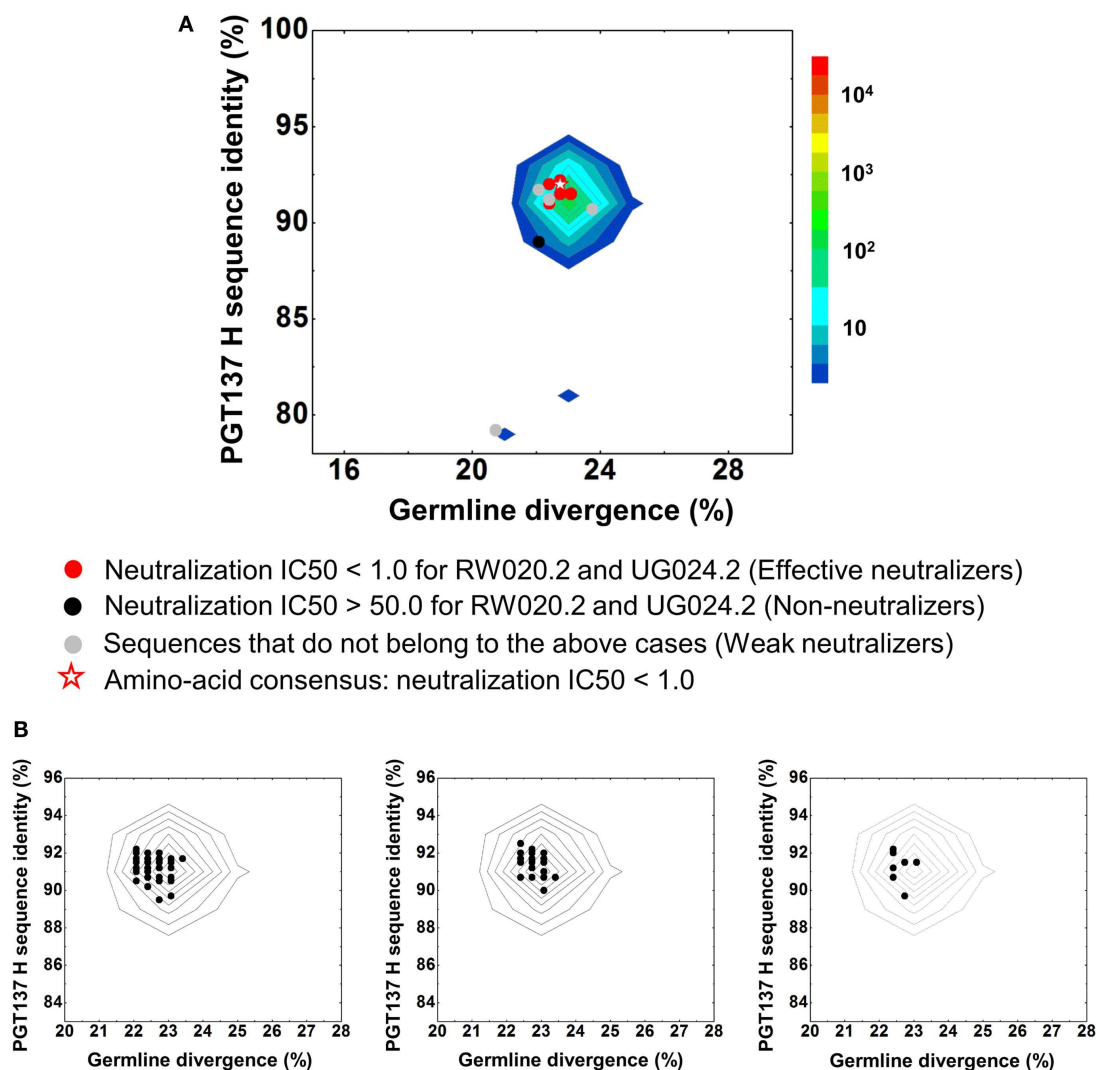 A
PGT137 H sequence identity (%)
100
95
90
85
80
16 20 24 28
Germline divergence (%)
10⁴
10³
10²
10
Neutralization IC50 < 1.0 for RW020.2 and UG024.2 (Effective neutralizers)
Neutralization IC50 > 50.0 for RW020.2 and UG024.2 (Non-neutralizers)
Sequences that do not belong to the above cases (Weak neutralizers)
Amino-acid consensus: neutralization IC50 < 1.0
B
PGT137 H sequence identity (%)
96
94
92
90
88
86
84
20 21 22 23 24 25 26 27 28
Germline divergence (%)
PGT137 H sequence identity (%)
96
94
92
90
88
86
84
20 21 22 23 24 25 26 27 28
Germline divergence (%)
PGT137 H sequence identity (%)
96
94
92
90
88
86
84
20 21 22 23 24 25 26 27 28
Germline divergence (%)